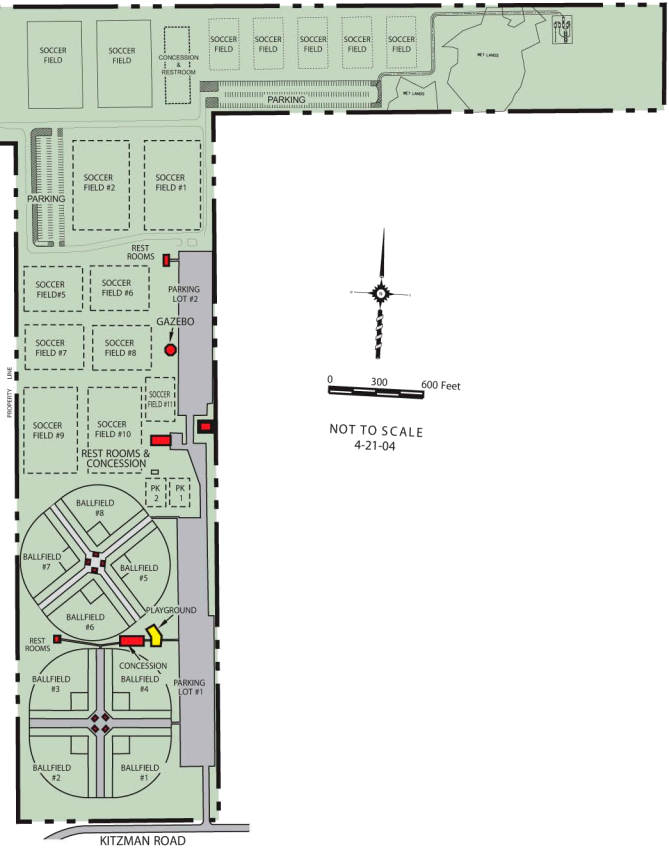 SOCCER
FIELD
SOCCER
FIELD
CONCESSION
&
RESTROOM
SOCCER
FIELD
SOCCER
FIELD
SOCCER
FIELD
SOCCER
FIELD
SOCCER
FIELD
WET LANDS
WET LANDS
PARKING
PARKING
SOCCER
FIELD #2
SOCCER
FIELD #1
REST
ROOMS
SOCCER
FIELD#5
SOCCER
FIELD #6
PARKING
LOT #2
GAZEBO
SOCCER
FIELD #7
SOCCER
FIELD #8
PROPERTY LINE
SOCCER
FIELD #11
SOCCER
FIELD #9
SOCCER
FIELD #10
REST ROOMS &
CONCESSION
PK
2
PK
1
BALLFIELD
#8
BALLFIELD
#7
BALLFIELD
#5
BALLFIELD
#6
PLAYGROUND
REST
ROOMS
CONCESSION
BALLFIELD
#3
BALLFIELD
#4
PARKING
LOT #1
BALLFIELD
#2
BALLFIELD
#1
KITZMAN ROAD
N
0 300 600 Feet
NOT TO SCALE
4-21-04